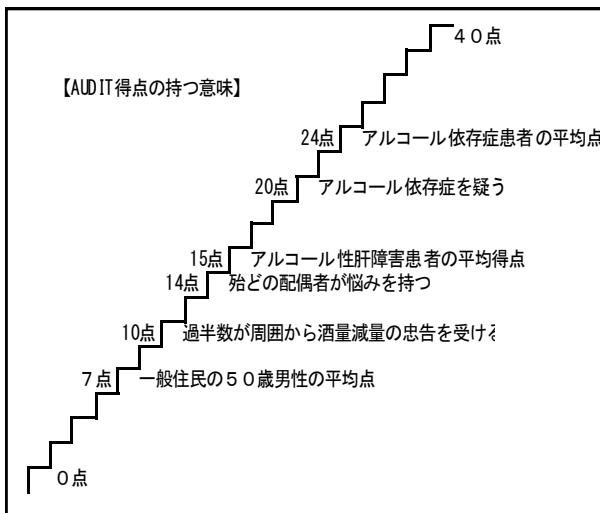 ４０点
【AUDIT得点の持つ意味】
24点 アルコール依存症患者の平均点
20点 アルコール依存症を疑う
15点 アルコール性肝障害患者の平均得点
14点 殆どの配偶者が悩みを持つ
10点 過半数が周囲から酒量減量の忠告を受ける
7点 一般住民の５０歳男性の平均点
０点